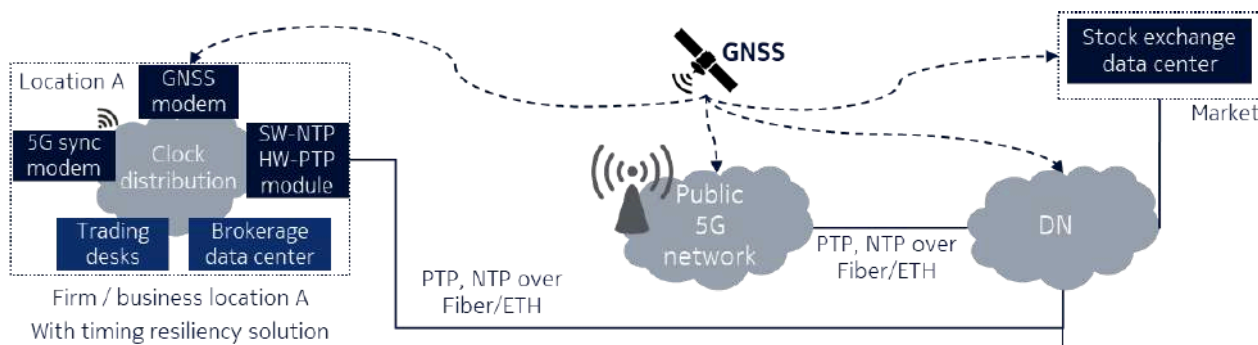 Location A
GNSS
modem
5G sync
modem
Clock
distribution
SW-NTP
HW-PTP
module
Trading
desks
Brokerage
data center
Firm / business location A
With timing resiliency solution
PTP, NTP over
Fiber/ETH
GNSS
Public
5G
network
PTP, NTP over
Fiber/ETH
DN
Stock exchange
data center
Market